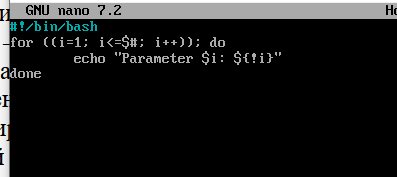 GNU nano 7.2
#!/bin/bash
for ((i=1; i<=$#; i++)); do
        echo "Parameter $i: ${!i}"
done